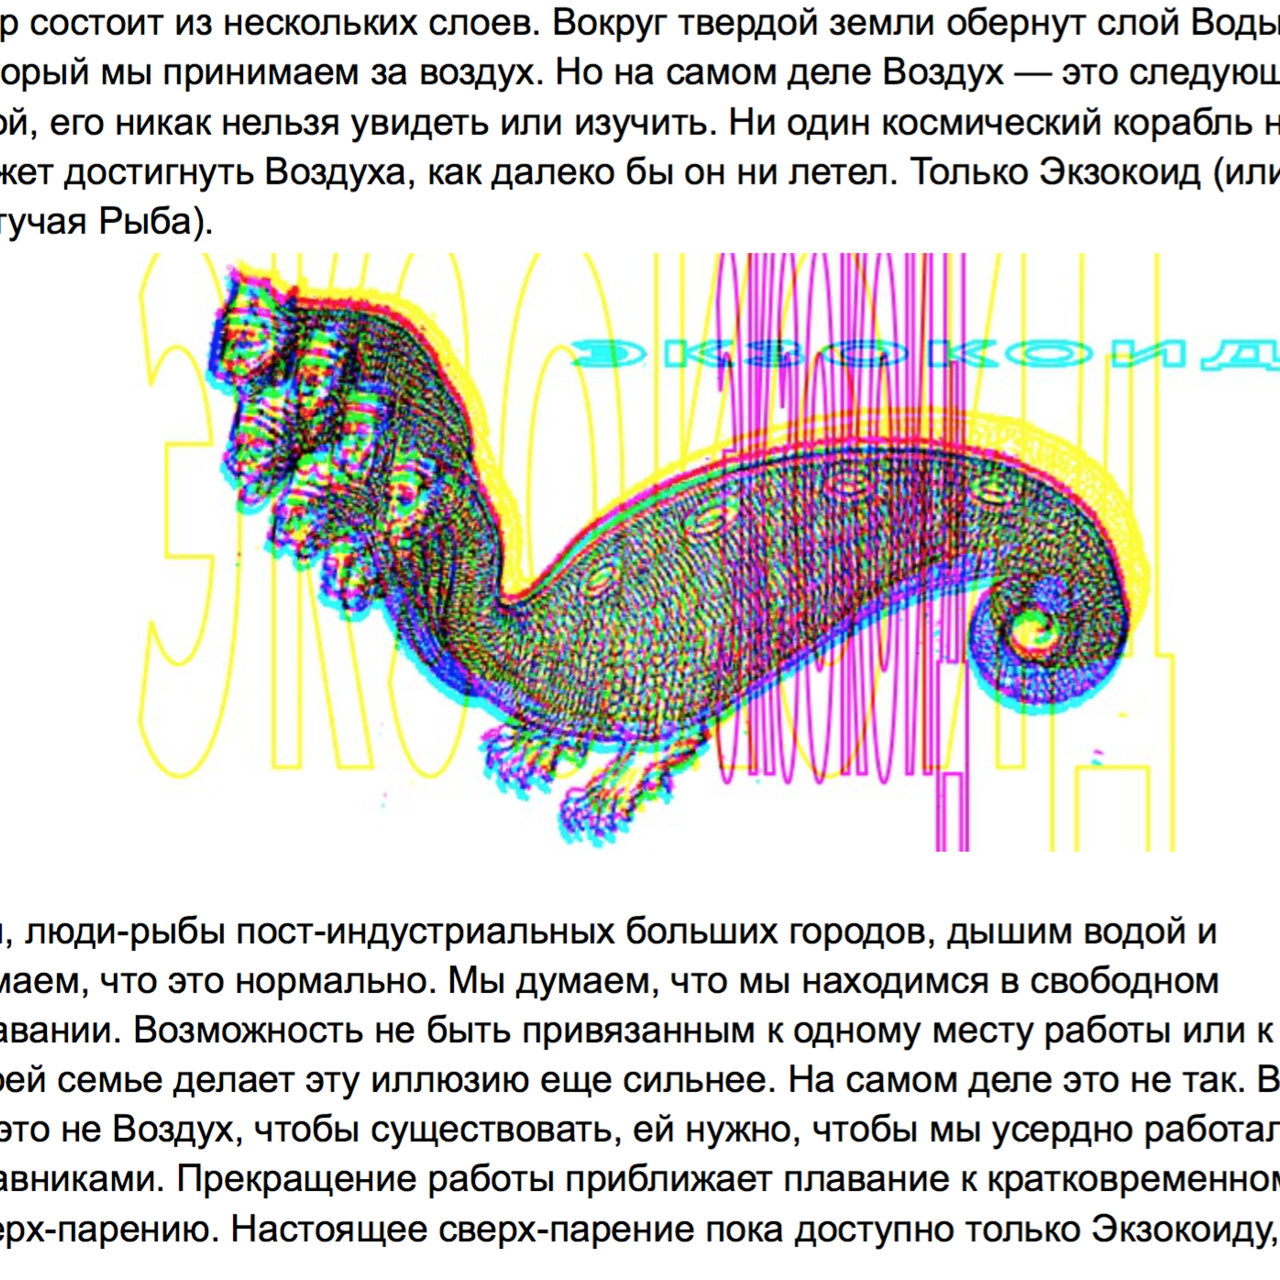 р состоит из нескольких слоев. Вокруг твердой земли обернут слой Воды
орый мы принимаем за воздух. Но на самом деле Воздух — это следующ
ой, его никак нельзя увидеть или изучить. Ни один космический корабль н
жет достигнуть Воздуха, как далеко бы он ни летел. Только Экзокоид (или
тучая Рыба).
ЭКЗОКОИД
, люди-рыбы пост-индустриальных больших городов, дышим водой и
маем, что это нормально. Мы думаем, что мы находимся в свободном
авании. Возможность не быть привязанным к одному месту работы или к
оей семье делает эту иллюзию еще сильнее. На самом деле это не так. В
это не Воздух, чтобы существовать, ей нужно, чтобы мы усердно работал
авниками. Прекращение работы приближает плавание к кратковременном
ерх-парению. Настоящее сверх-парение пока доступно только Экзокоиду,